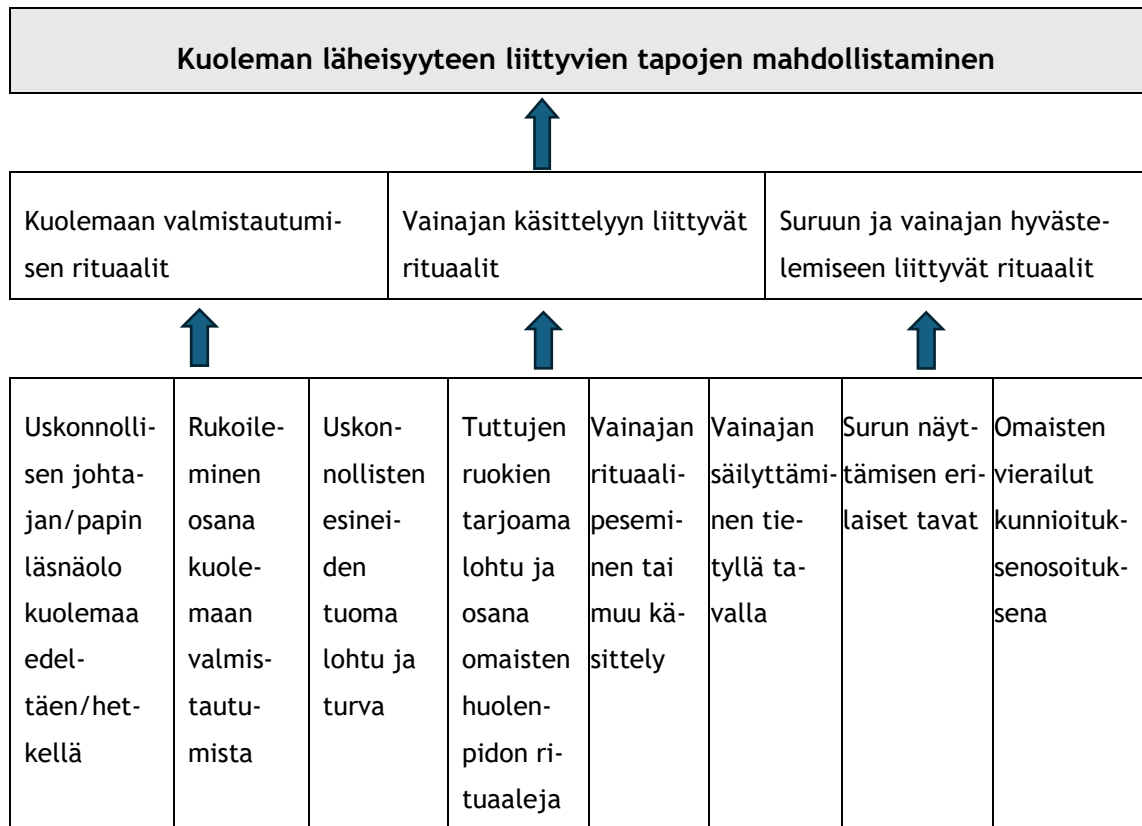 Kuoleman läheisyyteen liittyvien tapojen mahdollistaminen
Kuolemaan valmistautumi-
sen rituaalit
Vainajan käsittelyyn liittyvät
rituaalit
Suruun ja vainajan hyväste-
lemiseen liittyvät rituaalit
Uskonnolli-
sen johta-
jan/papin
läsnäolo
kuolemaa
edel-
täen/het-
kellä
Rukoile-
minen
osana
kuole-
maan
valmis-
tautu-
mista
Uskon-
nollisten
esinei-
den
tuoma
lohtu ja
turva
Tuttujen
ruokien
tarjoama
lohtu ja
osana
omaisten
huolen-
pidon ri-
tuaaleja
Vainajan
rituaali-
pesemi-
nen tai
muu kä-
sittely
Vainajan
säilyttämi-
nen tie-
tyllä ta-
valla
Surun näyt-
tämisen eri-
laiset tavat
Omaisten
vierailut
kunnioituk-
senosoituk-
sena